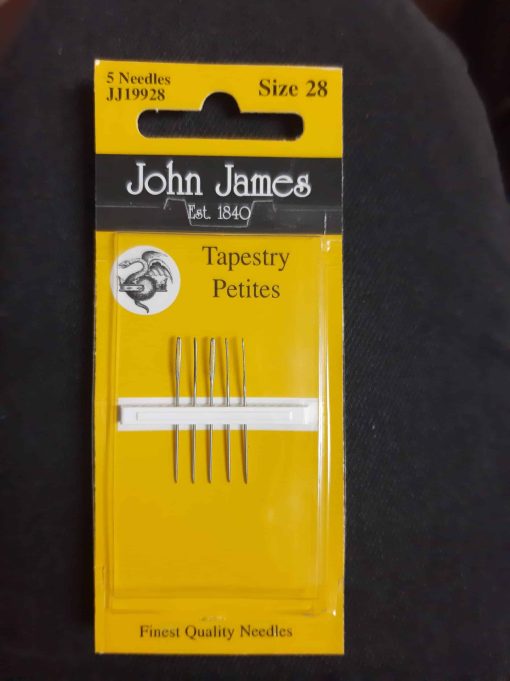 5 Needles
JJ19928
Size 28
John James
Est. 1840
Tapestry
Petites
Finest Quality Needles